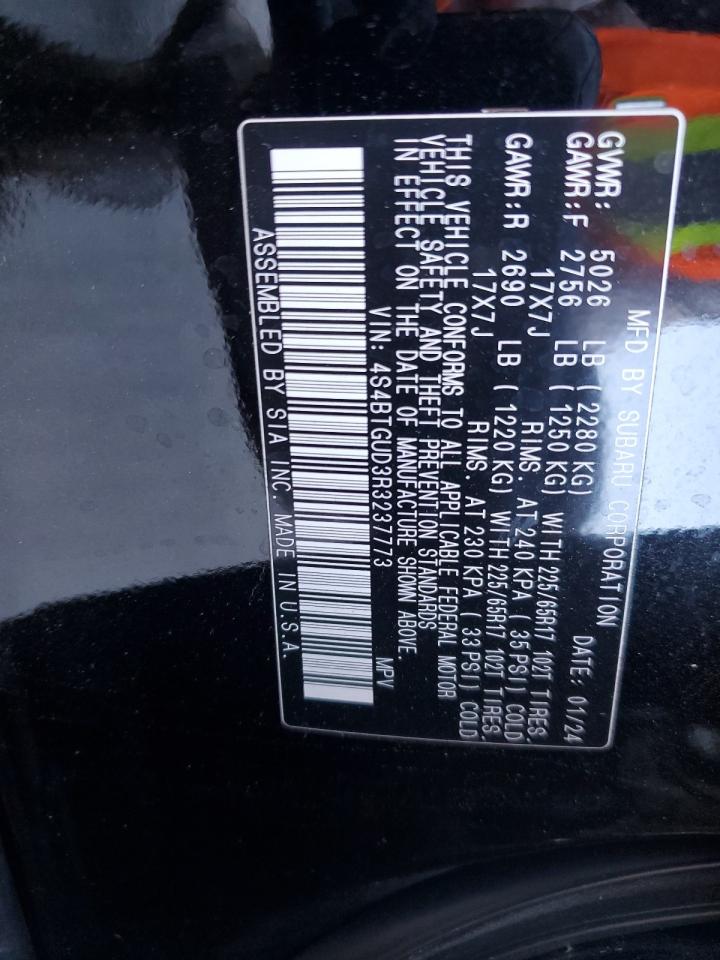 MFD BY SUBARU CORPORATION DATE: 01/24
GVWR: 5026 LB ( 2280 KG)
GAWR:F 2756 LB ( 1250 KG) WITH 225/65R17 102T TIRES.
17X7J RIMS. AT 240 KPA ( 35 PSI) COLD
GAWR:R 2690 LB ( 1220 KG) WITH 225/65R17 102T TIRES.
17X7J RIMS. AT 230 KPA ( 33 PSI) COLD
THIS VEHICLE CONFORMS TO ALL APPLICABLE FEDERAL MOTOR
VEHICLE SAFETY AND THEFT PREVENTION STANDARDS
IN EFFECT ON THE DATE OF MANUFACTURE SHOWN ABOVE.
VIN: 4S4BTGUD3R3237773 MPV
ASSEMBLED BY SIA INC. MADE IN U.S.A.